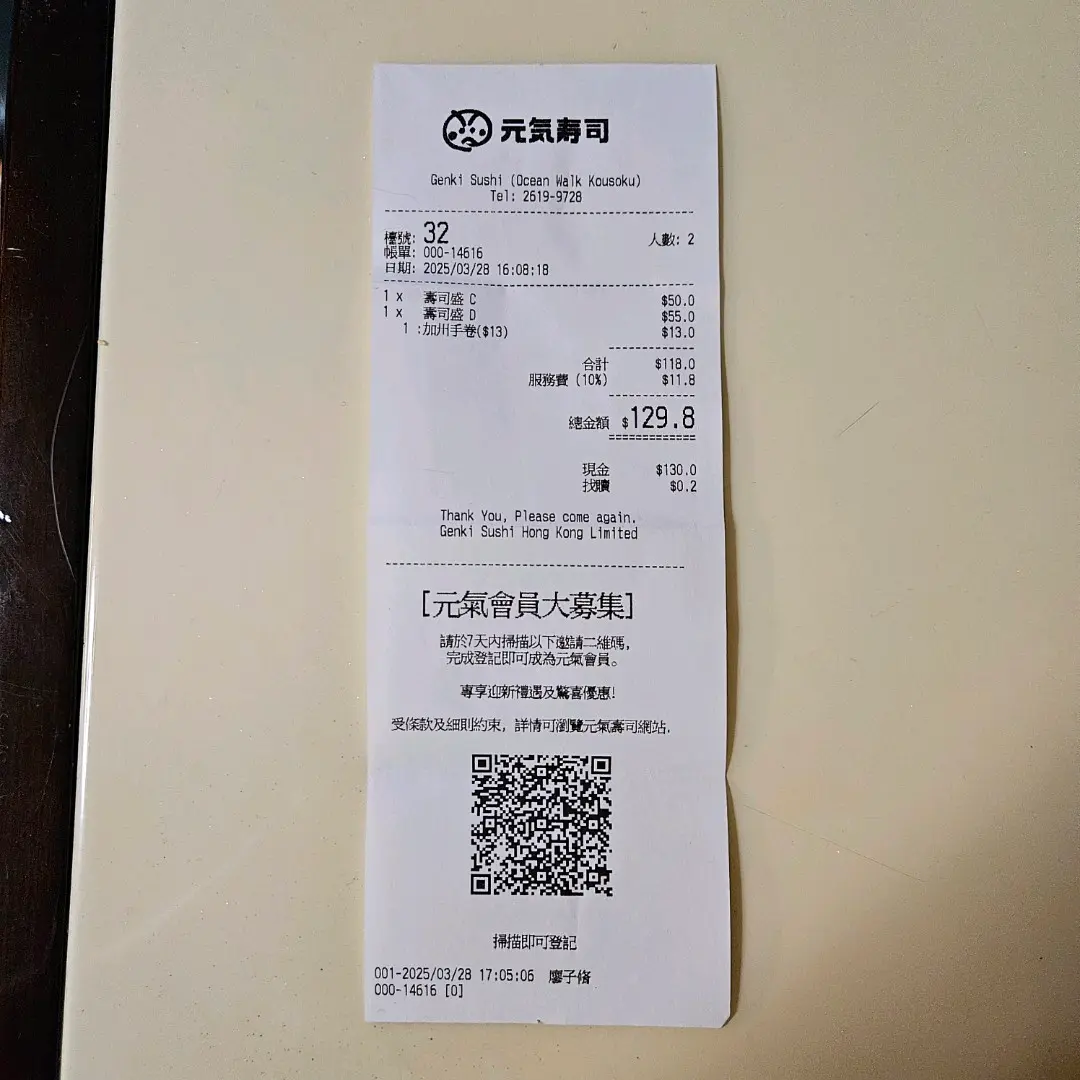 元気寿司
Genki Sushi (Ocean Walk Kousoku)
Tel: 2619-9728
檯號: 32 人數: 2
帳單: 000-14616
日期: 2025/03/28 16:08:18
1 x 壽司盛 C $50.0
1 x 壽司盛 D $55.0
1 :加州手卷($13) $13.0
合計 $118.0
服務費 (10%) $11.8
總金額 $129.8
現金 $130.0
找贖 $0.2
Thank You, Please come again.
Genki Sushi Hong Kong Limited
[元氣會員大募集]
請於7天內掃描以下邀請二維碼,
完成登記即可成為元氣會員。
專享迎新禮遇及驚喜優惠!
受條款及細則約束, 詳情可瀏覽元氣壽司網站.
掃描即可登記
001-2025/03/28 17:05:06 廖子脩
000-14616 [0]